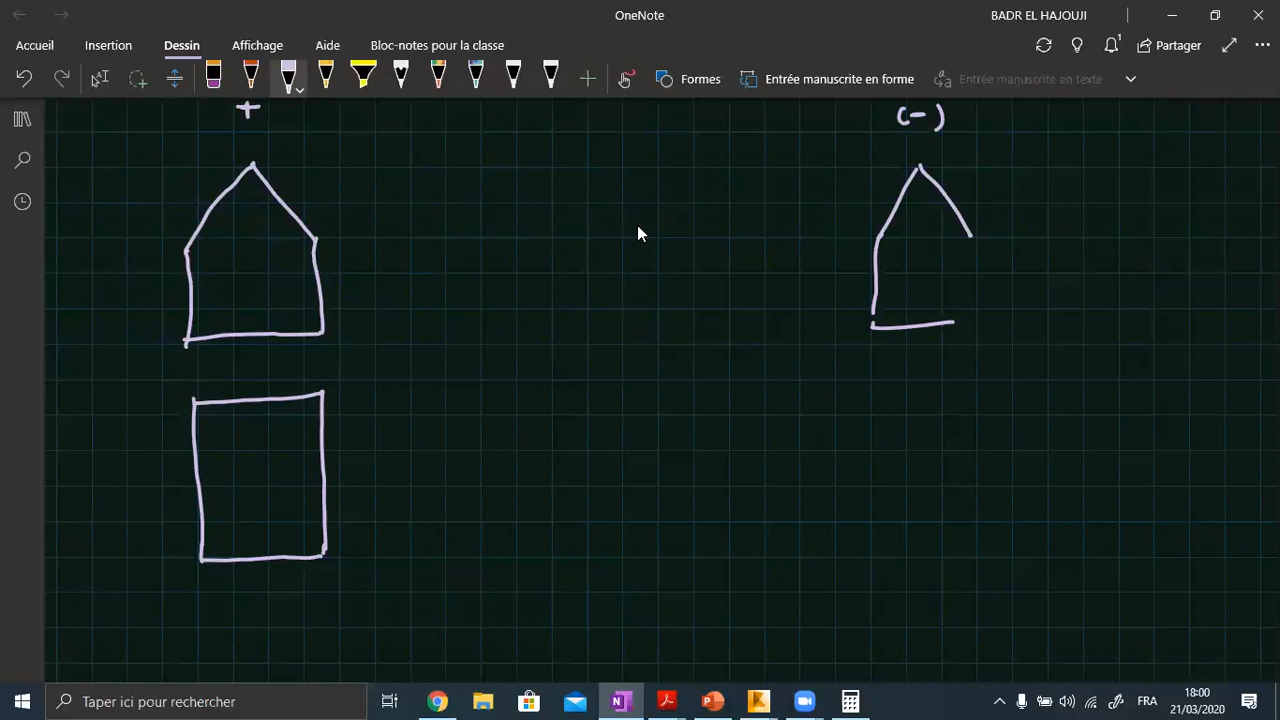 OneNote
BADR EL HAJOUJI
Accueil Insertion Dessin Affichage Aide Bloc-notes pour la classe
Partager
Formes
Entrée manuscrite en forme
Entrée manuscrite en texte
+
(-)
Taper ici pour rechercher
FRA
18:00
21/03/2020